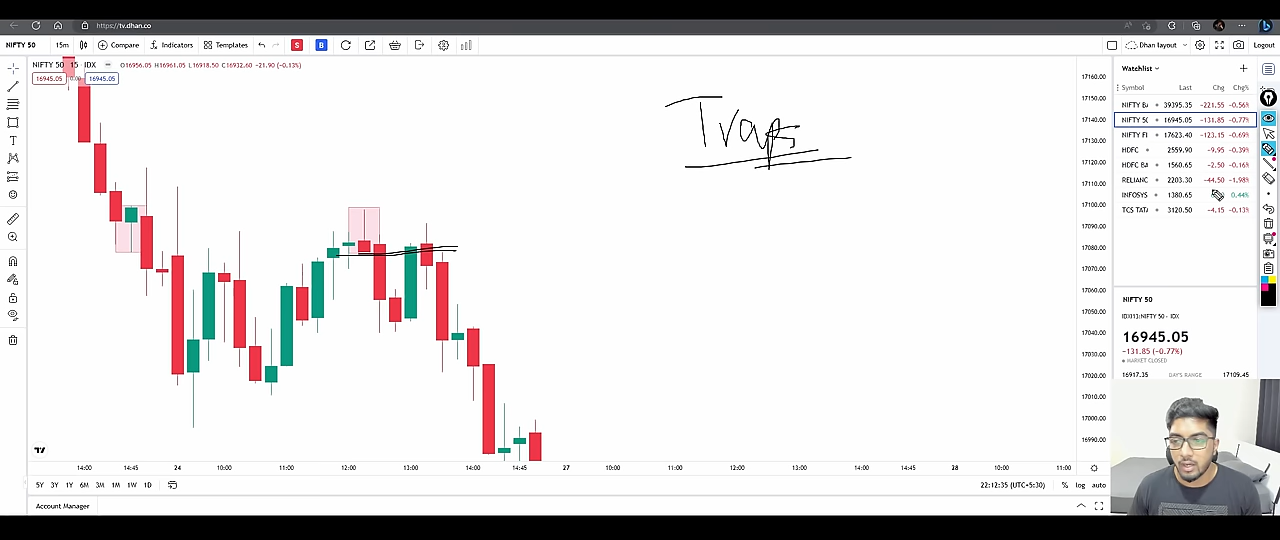 https://tv.dhan.co
NIFTY 50 15m Compare Indicators Templates S B Dhan layout Logout
NIFTY 50 · 15 · IDX O16956.05 H16961.05 L16918.50 C16932.60 −21.90 (−0.13%)
16945.05 0.00 16945.05
Traps
17160.00
17150.00
17140.00
17130.00
17120.00
17110.00
17100.00
17090.00
17080.00
17070.00
17060.00
17050.00
17040.00
17030.00
17020.00
17010.00
17000.00
16990.00
14:00 14:45 24 10:00 11:00 12:00 13:00 14:00 14:45 27 10:00 11:00 12:00 13:00 14:00 14:45 28 10:00 11:00
5Y 3Y 1Y 6M 3M 1M 1W 1D 22:12:35 (UTC+5:30) % log auto
Account Manager
Watchlist
Symbol Last Chg Chg%
NIFTY BA 39395.35 −221.55 −0.56%
NIFTY 50 16945.05 −131.85 −0.77%
NIFTY FI 17623.40 −123.15 −0.69%
HDFC 2559.90 −9.95 −0.39%
HDFC BA 1560.65 −2.50 −0.16%
RELIANC 2203.30 −44.50 −1.98%
INFOSYS 1380.65 0.44%
TCS TATA 3120.50 −4.15 −0.13%
NIFTY 50
NIFTY 50 · IDX
16945.05
−131.85 (−0.77%)
MARKET CLOSED
16917.35 DAY'S RANGE 17109.45